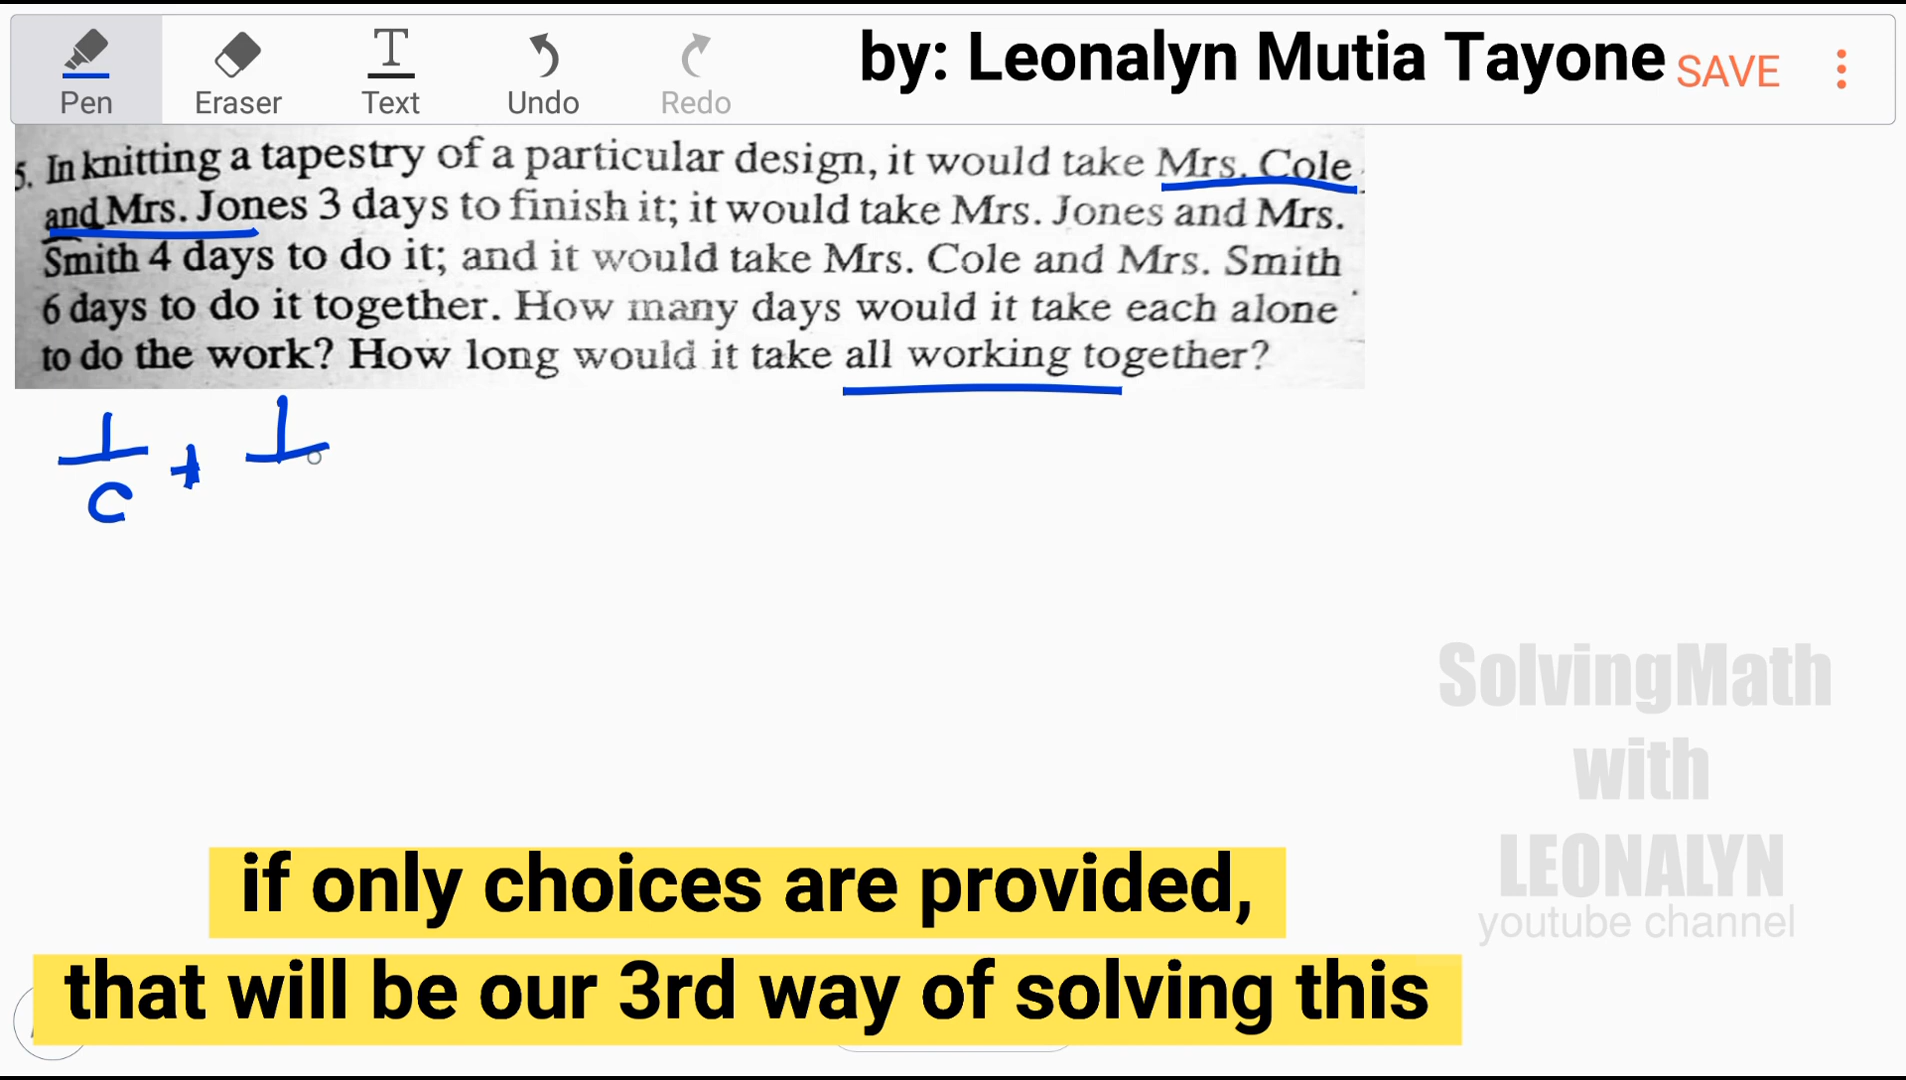 Pen Eraser Text Undo Redo by: Leonalyn Mutia Tayone SAVE
5. In knitting a tapestry of a particular design, it would take Mrs. Cole
and Mrs. Jones 3 days to finish it; it would take Mrs. Jones and Mrs.
Smith 4 days to do it; and it would take Mrs. Cole and Mrs. Smith
6 days to do it together. How many days would it take each alone
to do the work? How long would it take all working together?
1 + 1
C
SolvingMath
with
LEONALYN
youtube channel
if only choices are provided,
that will be our 3rd way of solving this